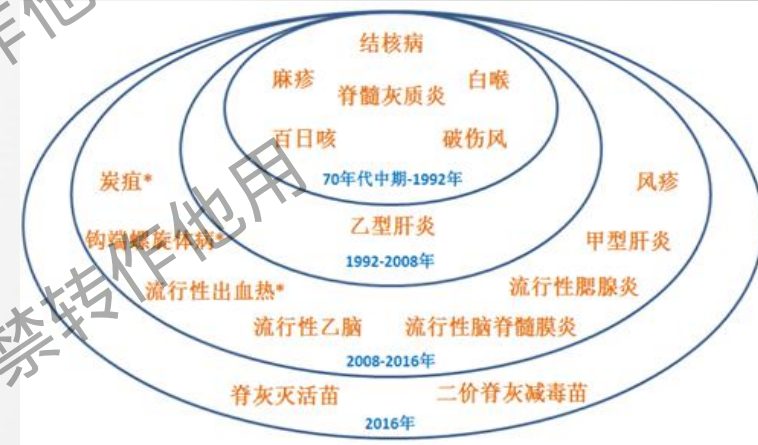 结核病
麻疹
脊髓灰质炎
白喉
百日咳
破伤风
70年代中期-1992年
乙型肝炎
1992-2008年
炭疽*
风疹
钩端螺旋体病*
甲型肝炎
流行性出血热*
流行性腮腺炎
流行性乙脑
流行性脑脊髓膜炎
2008-2016年
脊灰灭活苗
二价脊灰减毒苗
2016年
禁转作他用